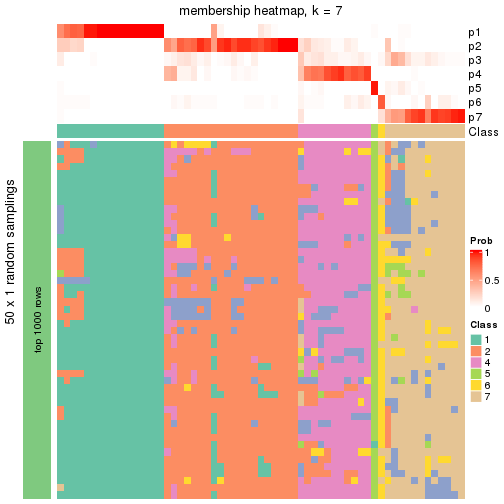 membership heatmap, k = 7
p1
p2
p3
p4
p5
p6
p7
Class
50 x 1 random samplings
top 1000 rows
Prob
1
0.5
0
Class
1
2
4
5
6
7